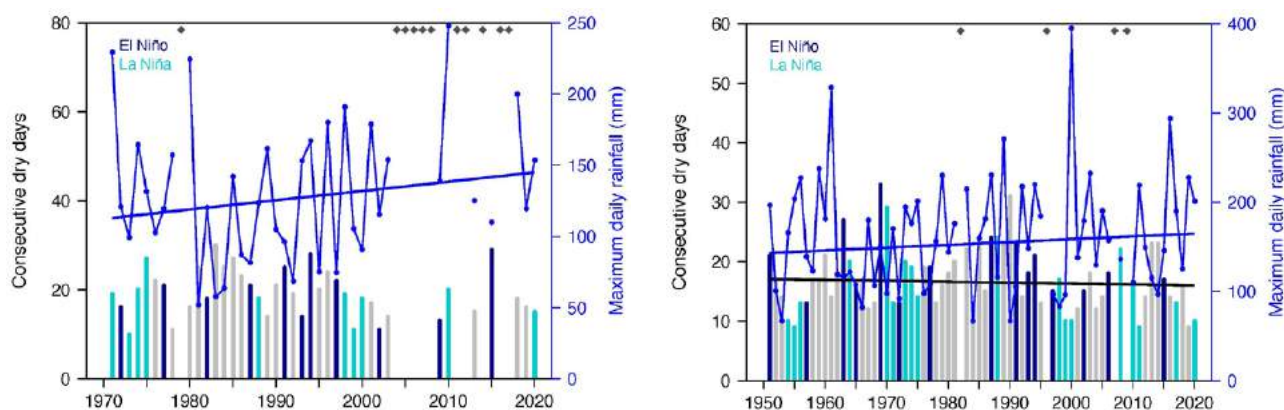 80
60
40
20
0
Consecutive dry days
El Niño
La Niña
250
200
150
100
50
0
Maximum daily rainfall (mm)
1970 1980 1990 2000 2010 2020
60
50
40
30
20
10
0
Consecutive dry days
El Niño
La Niña
400
300
200
100
0
Maximum daily rainfall (mm)
1950 1960 1970 1980 1990 2000 2010 2020